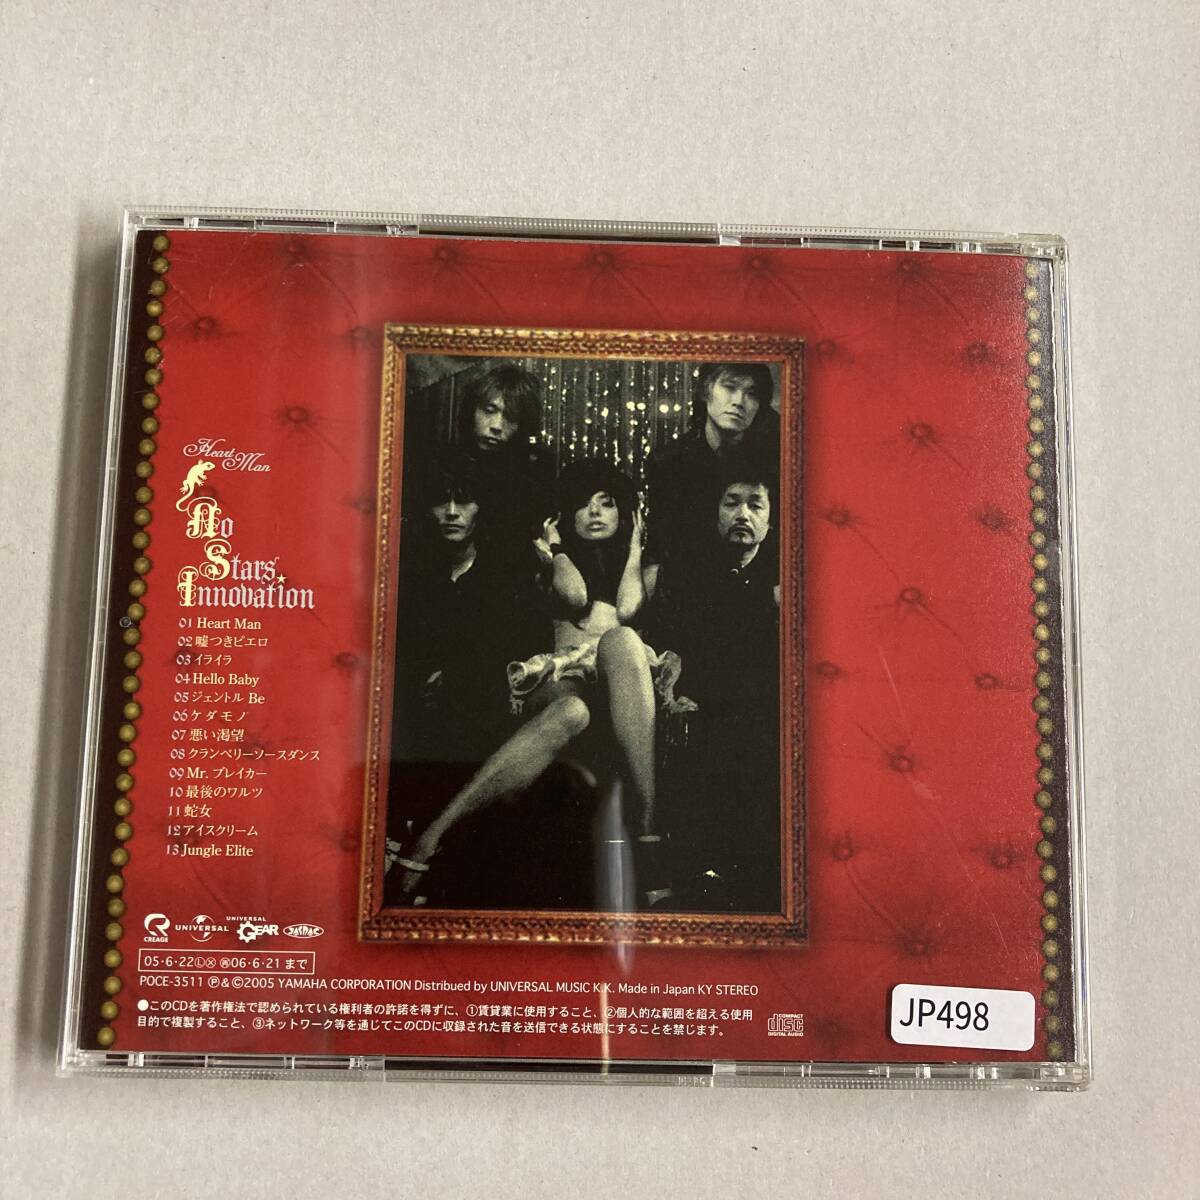 Heart Man
No
Stars
Innovation
01 Heart Man
02 嘘つきピエロ
03 イライラ
04 Hello Baby
05 ジェントル Be
06 ケダモノ
07 悪い渇望
08 クランベリーソースダンス
09 Mr. ブレイカー
10 最後のワルツ
11 蛇女
12 アイスクリーム
13 Jungle Elite
CREAGE
UNIVERSAL
UNIVERSAL GEAR
JASRAC
05・6・22Ⓛ Ⓧ ㊟06・6・21まで
POCE-3511 Ⓟ&©2005 YAMAHA CORPORATION Distribued by UNIVERSAL MUSIC K.K. Made in Japan KY STEREO
●このCDを著作権法で認められている権利者の許諾を得ずに、①賃貸業に使用すること、②個人的な範囲を超える使用
目的で複製すること、③ネットワーク等を通じてこのCDに収録された音を送信できる状態にすることを禁じます。
COMPACT
disc
DIGITAL AUDIO
JP498